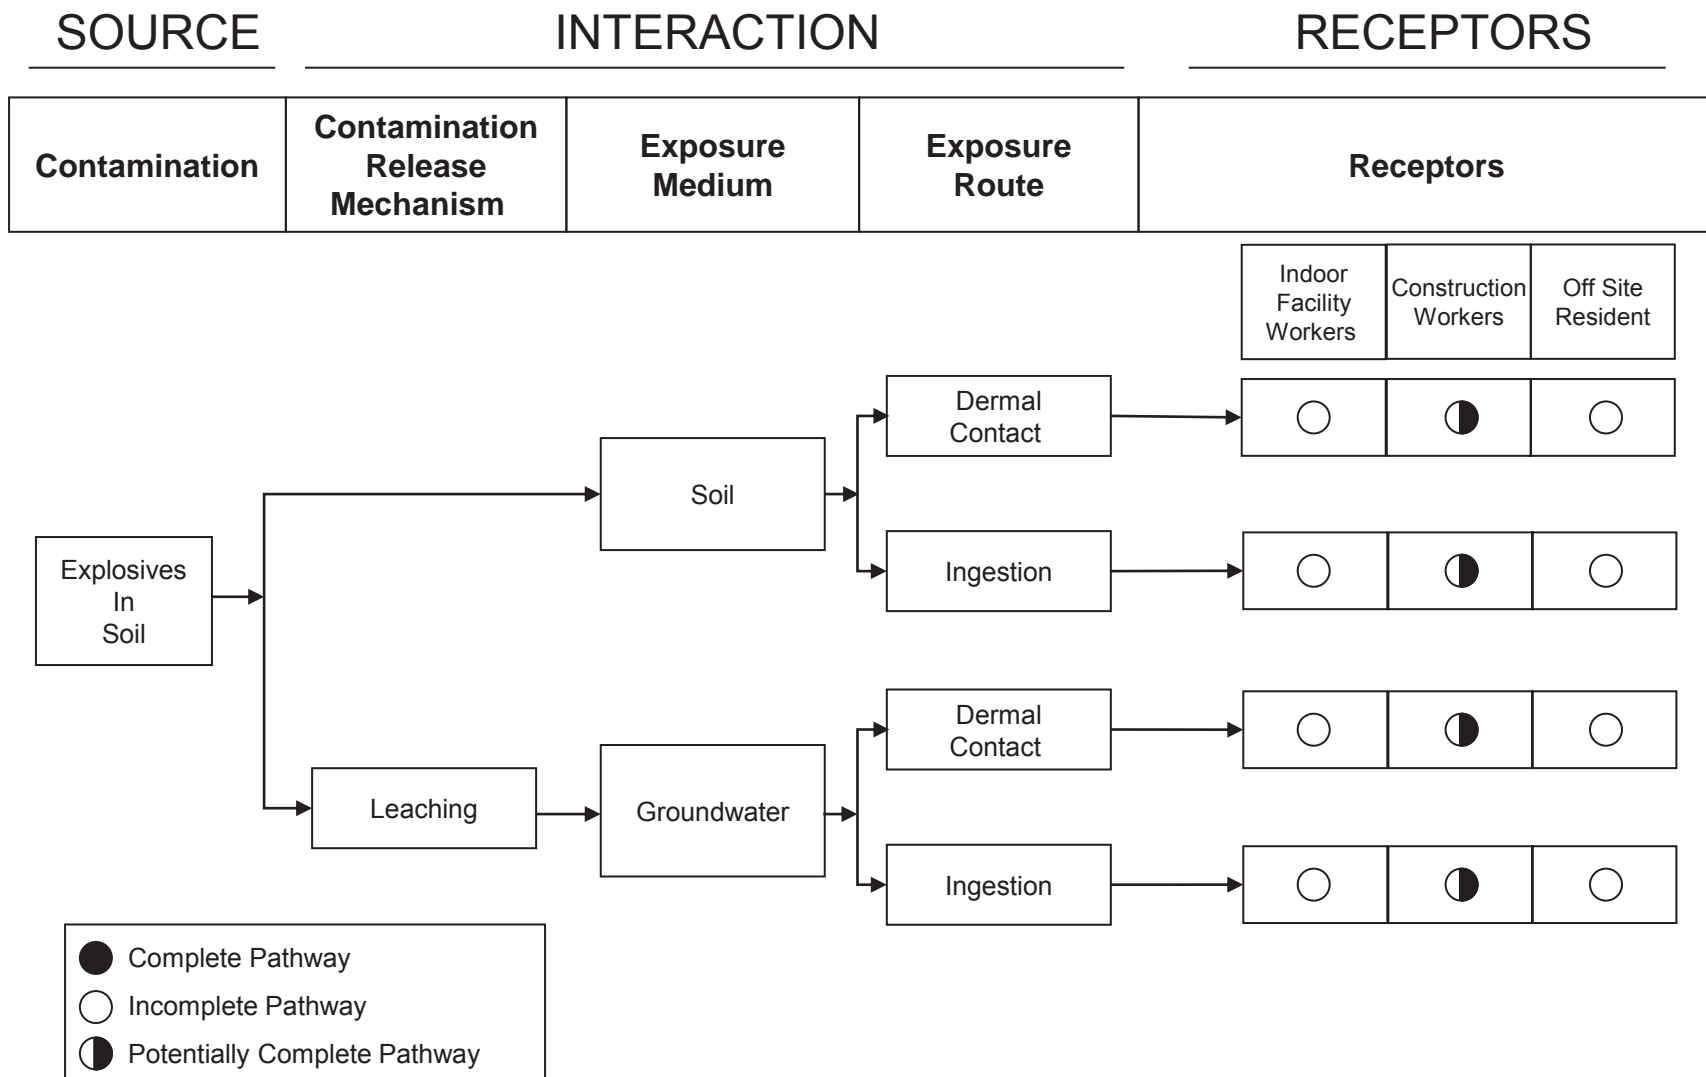 SOURCE
INTERACTION
RECEPTORS
Contamination
Contamination
Release
Mechanism
Exposure
Medium
Exposure
Route
Receptors
Indoor
Facility
Workers
Construction
Workers
Off Site
Resident
Dermal
Contact
Soil
Ingestion
Explosives
In
Soil
Dermal
Contact
Leaching
Groundwater
Ingestion
Complete Pathway
Incomplete Pathway
Potentially Complete Pathway